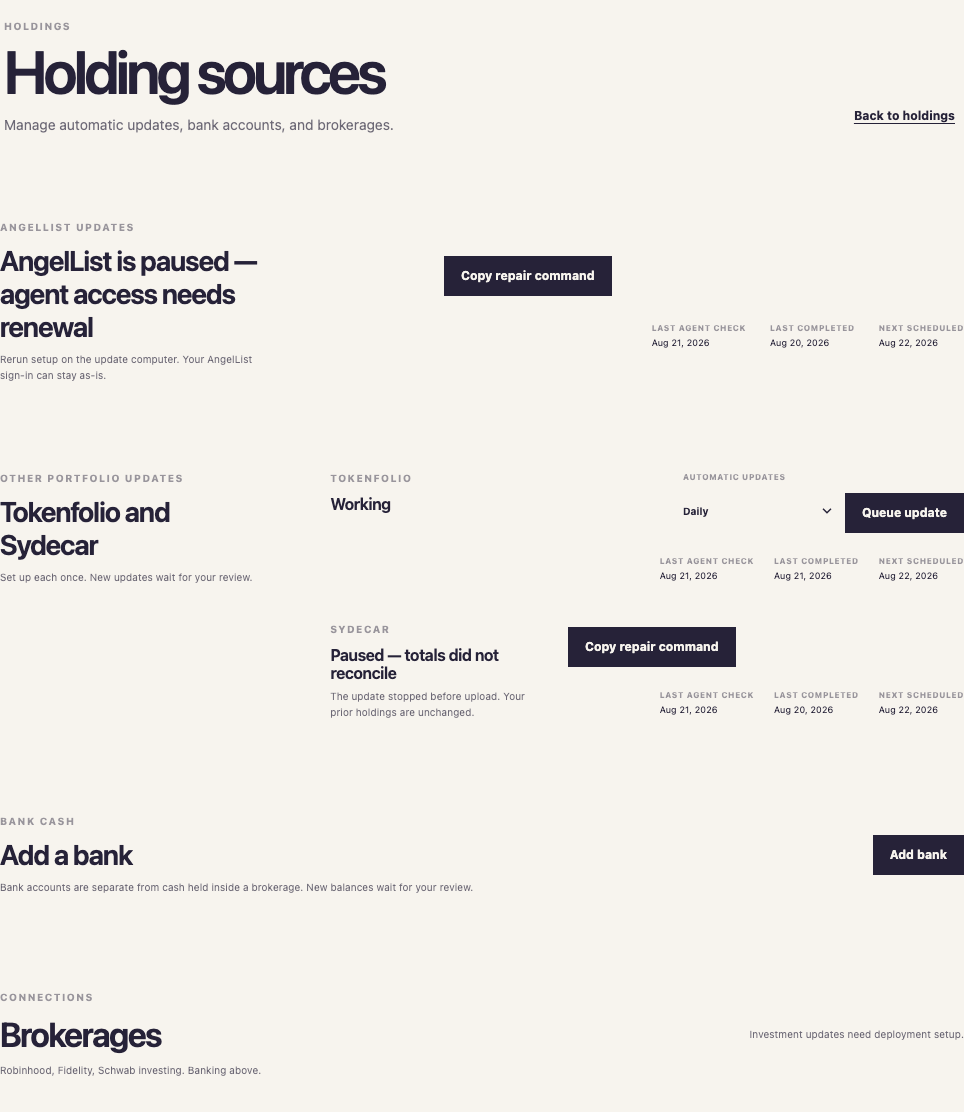 HOLDINGS
Holding sources
Manage automatic updates, bank accounts, and brokerages.
Back to holdings
ANGELLIST UPDATES
AngelList is paused —
agent access needs
renewal
Rerun setup on the update computer. Your AngelList
sign-in can stay as-is.
Copy repair command
LAST AGENT CHECK LAST COMPLETED NEXT SCHEDULED
Aug 21, 2026 Aug 20, 2026 Aug 22, 2026
OTHER PORTFOLIO UPDATES
Tokenfolio and
Sydecar
Set up each once. New updates wait for your review.
TOKENFOLIO
Working
AUTOMATIC UPDATES
Daily
Queue update
LAST AGENT CHECK LAST COMPLETED NEXT SCHEDULED
Aug 21, 2026 Aug 21, 2026 Aug 22, 2026
SYDECAR
Paused — totals did not
reconcile
The update stopped before upload. Your
prior holdings are unchanged.
Copy repair command
LAST AGENT CHECK LAST COMPLETED NEXT SCHEDULED
Aug 21, 2026 Aug 20, 2026 Aug 22, 2026
BANK CASH
Add a bank
Bank accounts are separate from cash held inside a brokerage. New balances wait for your review.
Add bank
CONNECTIONS
Brokerages
Robinhood, Fidelity, Schwab investing. Banking above.
Investment updates need deployment setup.